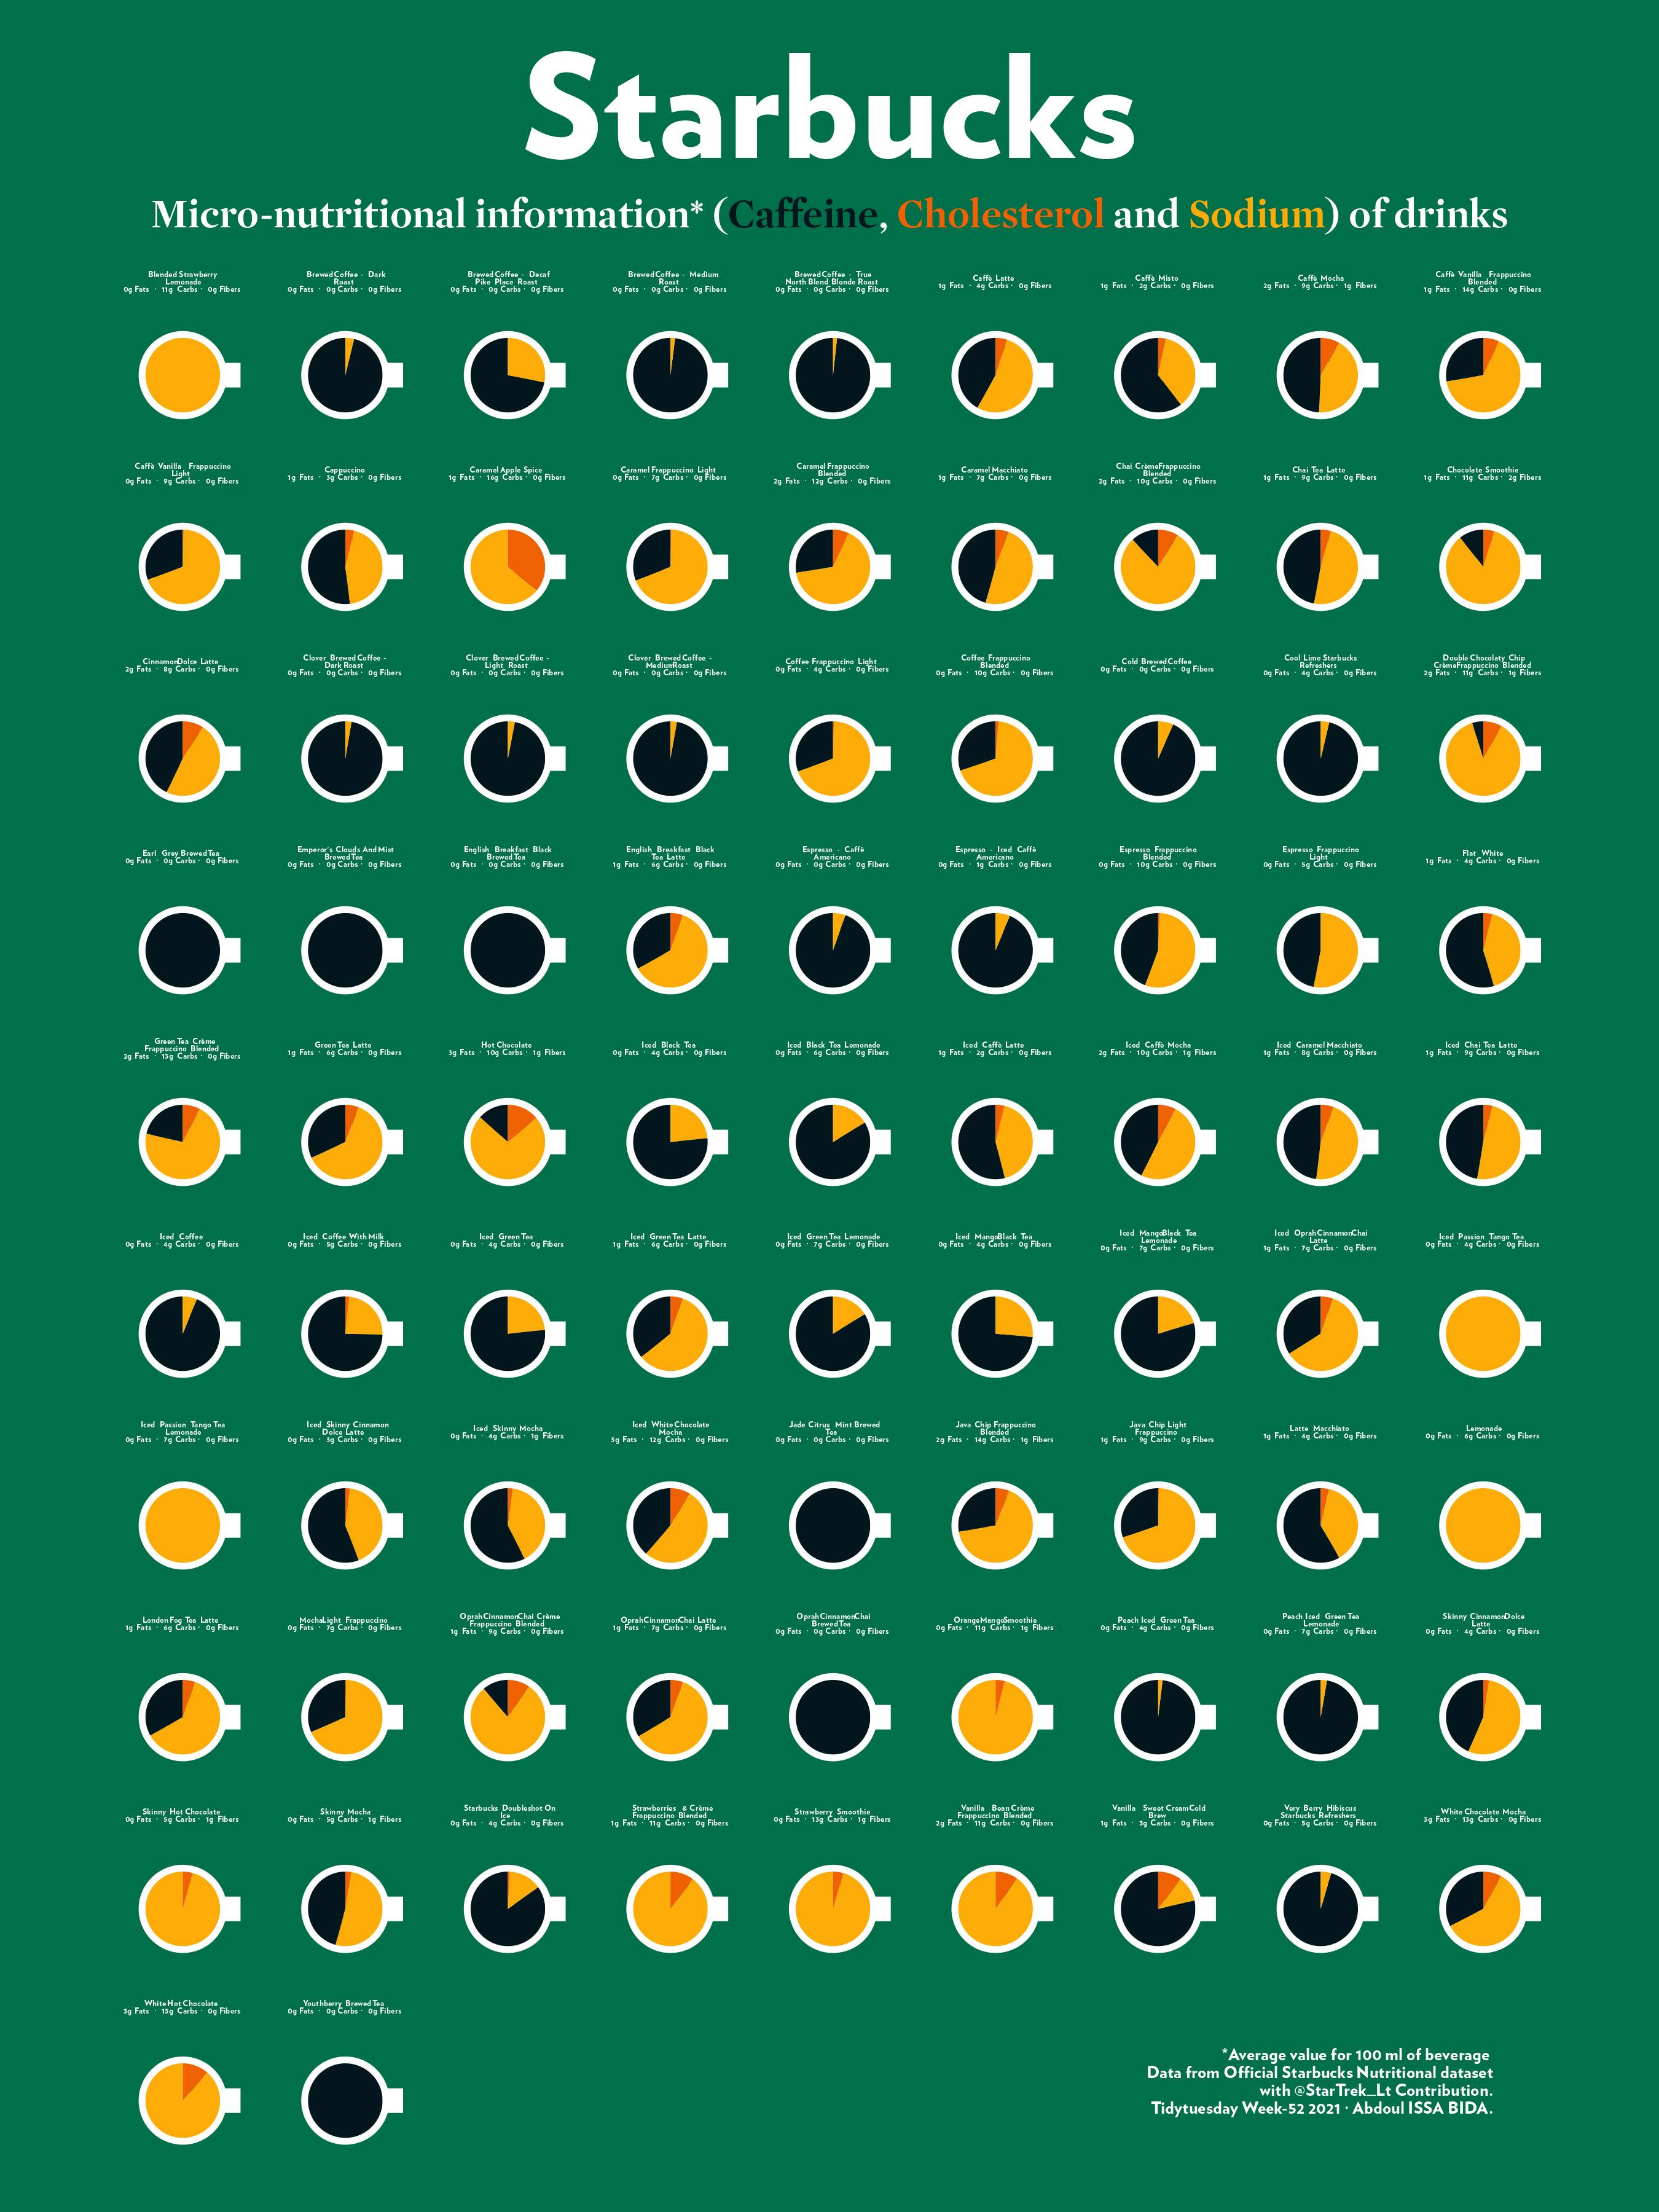 Starbucks
Micro-nutritional information* (Caffeine, Cholesterol and Sodium) of drinks
Blended Strawberry
Lemonade
0g Fats · 11g Carbs · 0g Fibers
Brewed Coffee - Dark
Roast
0g Fats · 0g Carbs · 0g Fibers
Brewed Coffee - Decaf
Pike Place Roast
0g Fats · 0g Carbs · 0g Fibers
Brewed Coffee - Medium
Roast
0g Fats · 0g Carbs · 0g Fibers
Brewed Coffee - True
North Blend Blonde Roast
0g Fats · 0g Carbs · 0g Fibers
Caffè Latte
1g Fats · 4g Carbs · 0g Fibers
Caffè Misto
1g Fats · 2g Carbs · 0g Fibers
Caffè Mocha
2g Fats · 9g Carbs · 1g Fibers
Caffè Vanilla Frappuccino
Blended
1g Fats · 14g Carbs · 0g Fibers
Caffè Vanilla Frappuccino
Light
0g Fats · 9g Carbs · 0g Fibers
Cappuccino
1g Fats · 3g Carbs · 0g Fibers
Caramel Apple Spice
1g Fats · 16g Carbs · 0g Fibers
Caramel Frappuccino Light
0g Fats · 7g Carbs · 0g Fibers
Caramel Frappuccino
Blended
2g Fats · 12g Carbs · 0g Fibers
Caramel Macchiato
1g Fats · 7g Carbs · 0g Fibers
Chai Crème Frappuccino
Blended
2g Fats · 10g Carbs · 0g Fibers
Chai Tea Latte
1g Fats · 9g Carbs · 0g Fibers
Chocolate Smoothie
1g Fats · 11g Carbs · 2g Fibers
Cinnamon Dolce Latte
2g Fats · 8g Carbs · 0g Fibers
Clover Brewed Coffee -
Dark Roast
0g Fats · 0g Carbs · 0g Fibers
Clover Brewed Coffee -
Light Roast
0g Fats · 0g Carbs · 0g Fibers
Clover Brewed Coffee -
Medium Roast
0g Fats · 0g Carbs · 0g Fibers
Coffee Frappuccino Light
0g Fats · 4g Carbs · 0g Fibers
Coffee Frappuccino
Blended
0g Fats · 10g Carbs · 0g Fibers
Cold Brewed Coffee
0g Fats · 0g Carbs · 0g Fibers
Cool Lime Starbucks
Refreshers
0g Fats · 4g Carbs · 0g Fibers
Double Chocolaty Chip
Crème Frappuccino Blended
2g Fats · 11g Carbs · 1g Fibers
Earl Grey Brewed Tea
0g Fats · 0g Carbs · 0g Fibers
Emperor's Clouds And Mist
Brewed Tea
0g Fats · 0g Carbs · 0g Fibers
English Breakfast Black
Brewed Tea
0g Fats · 0g Carbs · 0g Fibers
English Breakfast Black
Tea Latte
1g Fats · 6g Carbs · 0g Fibers
Espresso - Caffè
Americano
0g Fats · 0g Carbs · 0g Fibers
Espresso - Iced Caffè
Americano
0g Fats · 1g Carbs · 0g Fibers
Espresso Frappuccino
Blended
0g Fats · 10g Carbs · 0g Fibers
Espresso Frappuccino
Light
0g Fats · 5g Carbs · 0g Fibers
Flat White
1g Fats · 4g Carbs · 0g Fibers
Green Tea Crème
Frappuccino Blended
2g Fats · 13g Carbs · 0g Fibers
Green Tea Latte
1g Fats · 6g Carbs · 0g Fibers
Hot Chocolate
3g Fats · 10g Carbs · 1g Fibers
Iced Black Tea
0g Fats · 4g Carbs · 0g Fibers
Iced Black Tea Lemonade
0g Fats · 6g Carbs · 0g Fibers
Iced Caffè Latte
1g Fats · 2g Carbs · 0g Fibers
Iced Caffè Mocha
2g Fats · 10g Carbs · 1g Fibers
Iced Caramel Macchiato
1g Fats · 8g Carbs · 0g Fibers
Iced Chai Tea Latte
1g Fats · 9g Carbs · 0g Fibers
Iced Coffee
0g Fats · 4g Carbs · 0g Fibers
Iced Coffee With Milk
0g Fats · 5g Carbs · 0g Fibers
Iced Green Tea
0g Fats · 4g Carbs · 0g Fibers
Iced Green Tea Latte
1g Fats · 6g Carbs · 0g Fibers
Iced Green Tea Lemonade
0g Fats · 7g Carbs · 0g Fibers
Iced Mango Black Tea
0g Fats · 4g Carbs · 0g Fibers
Iced Mango Black Tea
Lemonade
0g Fats · 7g Carbs · 0g Fibers
Iced Oprah Cinnamon Chai
Latte
1g Fats · 7g Carbs · 0g Fibers
Iced Passion Tango Tea
0g Fats · 4g Carbs · 0g Fibers
Iced Passion Tango Tea
Lemonade
0g Fats · 7g Carbs · 0g Fibers
Iced Skinny Cinnamon
Dolce Latte
0g Fats · 3g Carbs · 0g Fibers
Iced Skinny Mocha
0g Fats · 4g Carbs · 1g Fibers
Iced White Chocolate
Mocha
3g Fats · 12g Carbs · 0g Fibers
Jade Citrus Mint Brewed
Tea
0g Fats · 0g Carbs · 0g Fibers
Java Chip Frappuccino
Blended
2g Fats · 14g Carbs · 1g Fibers
Java Chip Light
Frappuccino
1g Fats · 9g Carbs · 0g Fibers
Latte Macchiato
1g Fats · 4g Carbs · 0g Fibers
Lemonade
0g Fats · 6g Carbs · 0g Fibers
London Fog Tea Latte
1g Fats · 6g Carbs · 0g Fibers
Mocha Light Frappuccino
0g Fats · 7g Carbs · 0g Fibers
Oprah Cinnamon Chai Crème
Frappuccino Blended
1g Fats · 9g Carbs · 0g Fibers
Oprah Cinnamon Chai Latte
1g Fats · 7g Carbs · 0g Fibers
Oprah Cinnamon Chai
Brewed Tea
0g Fats · 0g Carbs · 0g Fibers
Orange Mango Smoothie
0g Fats · 11g Carbs · 1g Fibers
Peach Iced Green Tea
0g Fats · 4g Carbs · 0g Fibers
Peach Iced Green Tea
Lemonade
0g Fats · 7g Carbs · 0g Fibers
Skinny Cinnamon Dolce
Latte
0g Fats · 4g Carbs · 0g Fibers
Skinny Hot Chocolate
0g Fats · 5g Carbs · 1g Fibers
Skinny Mocha
0g Fats · 5g Carbs · 1g Fibers
Starbucks Doubleshot On
Ice
0g Fats · 4g Carbs · 0g Fibers
Strawberries & Crème
Frappuccino Blended
1g Fats · 11g Carbs · 0g Fibers
Strawberry Smoothie
0g Fats · 13g Carbs · 1g Fibers
Vanilla Bean Crème
Frappuccino Blended
2g Fats · 11g Carbs · 0g Fibers
Vanilla Sweet Cream Cold
Brew
1g Fats · 3g Carbs · 0g Fibers
Very Berry Hibiscus
Starbucks Refreshers
0g Fats · 5g Carbs · 0g Fibers
White Chocolate Mocha
3g Fats · 13g Carbs · 0g Fibers
White Hot Chocolate
3g Fats · 13g Carbs · 0g Fibers
Youthberry Brewed Tea
0g Fats · 0g Carbs · 0g Fibers
*Average value for 100 ml of beverage
Data from Official Starbucks Nutritional dataset
with @StarTrek_Lt Contribution.
Tidytuesday Week-52 2021 · Abdoul ISSA BIDA.